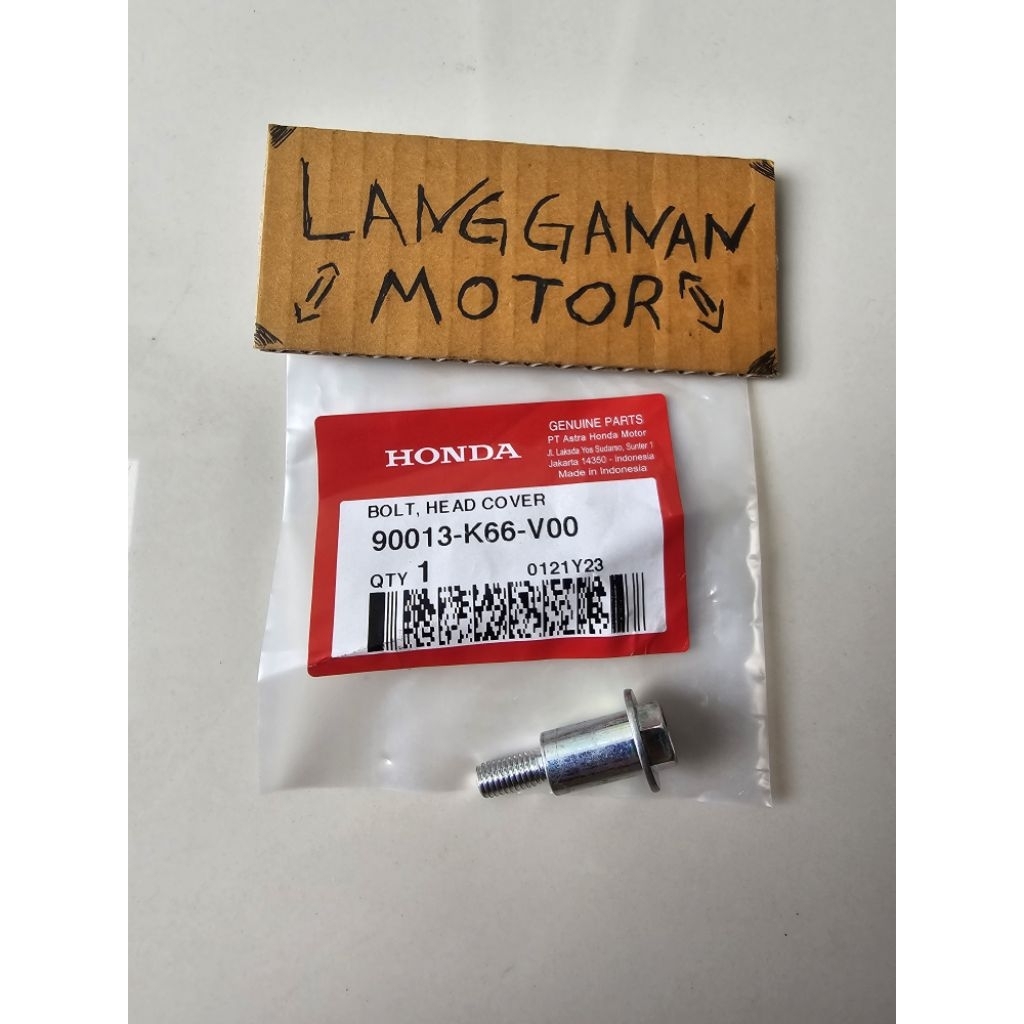 LANGGANAN
MOTOR
HONDA
GENUINE PARTS
PT Astra Honda Motor
Jl. Laksda Yos Sudarso, Sunter 1
Jakarta 14350 - Indonesia
Made in Indonesia
BOLT, HEAD COVER
90013-K66-V00
QTY 1 0121Y23